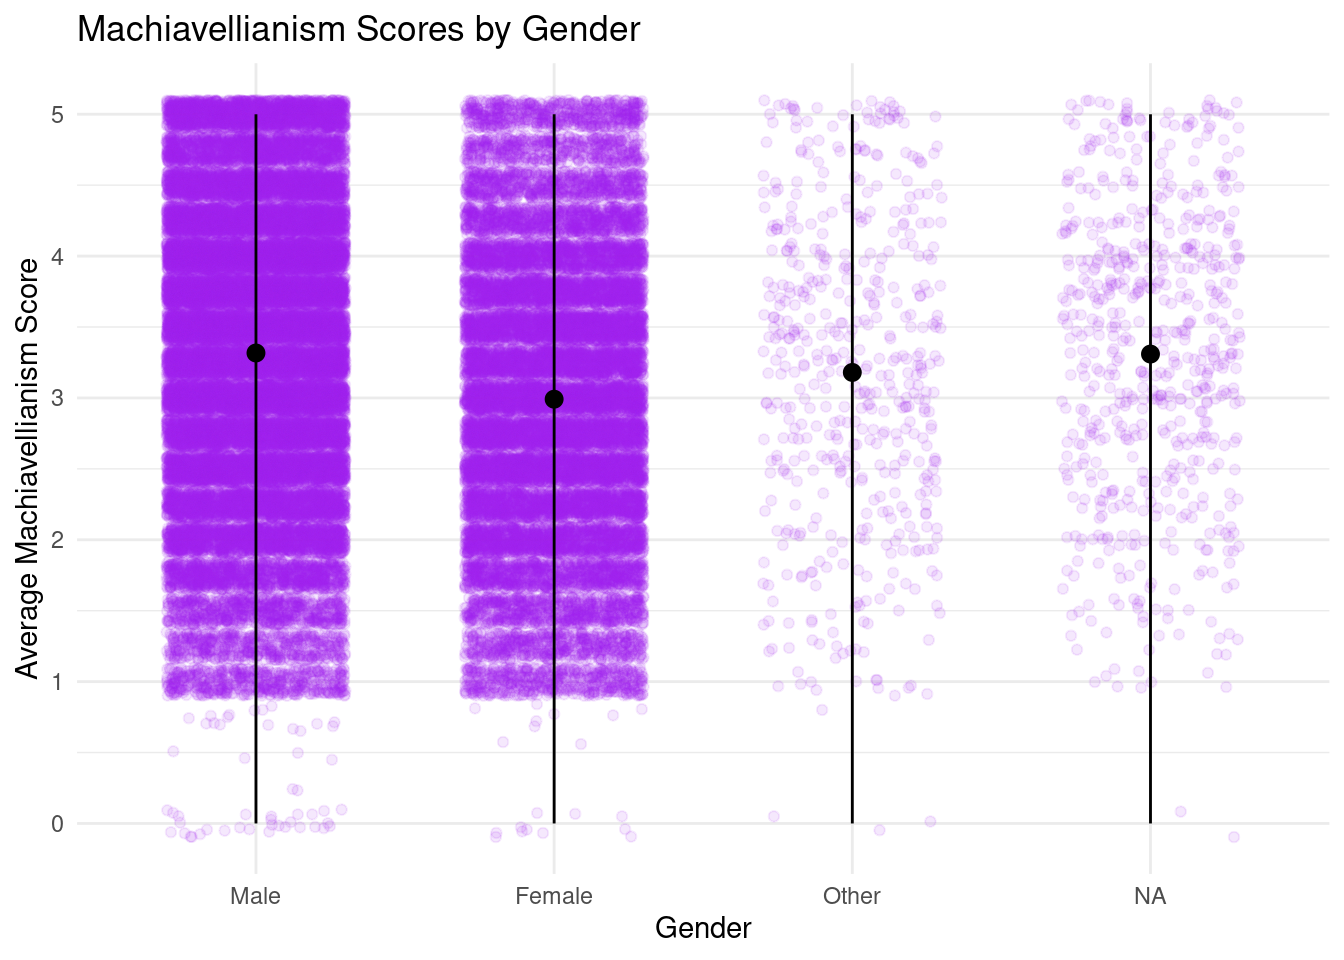 Machiavellianism Scores by Gender
Average Machiavellianism Score
5
4
3
2
1
0
Male
Female
Other
NA
Gender